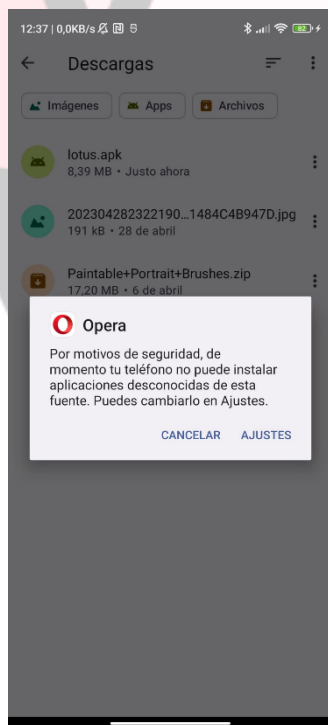 12:37 | 0,0KB/s
82
Descargas
Imágenes
Apps
Archivos
lotus.apk
8,39 MB • Justo ahora
202304282322190...1484C4B947D.jpg
191 kB • 28 de abril
Paintable+Portrait+Brushes.zip
17,20 MB • 6 de abril
Opera
Por motivos de seguridad, de
momento tu teléfono no puede instalar
aplicaciones desconocidas de esta
fuente. Puedes cambiarlo en Ajustes.
CANCELAR
AJUSTES